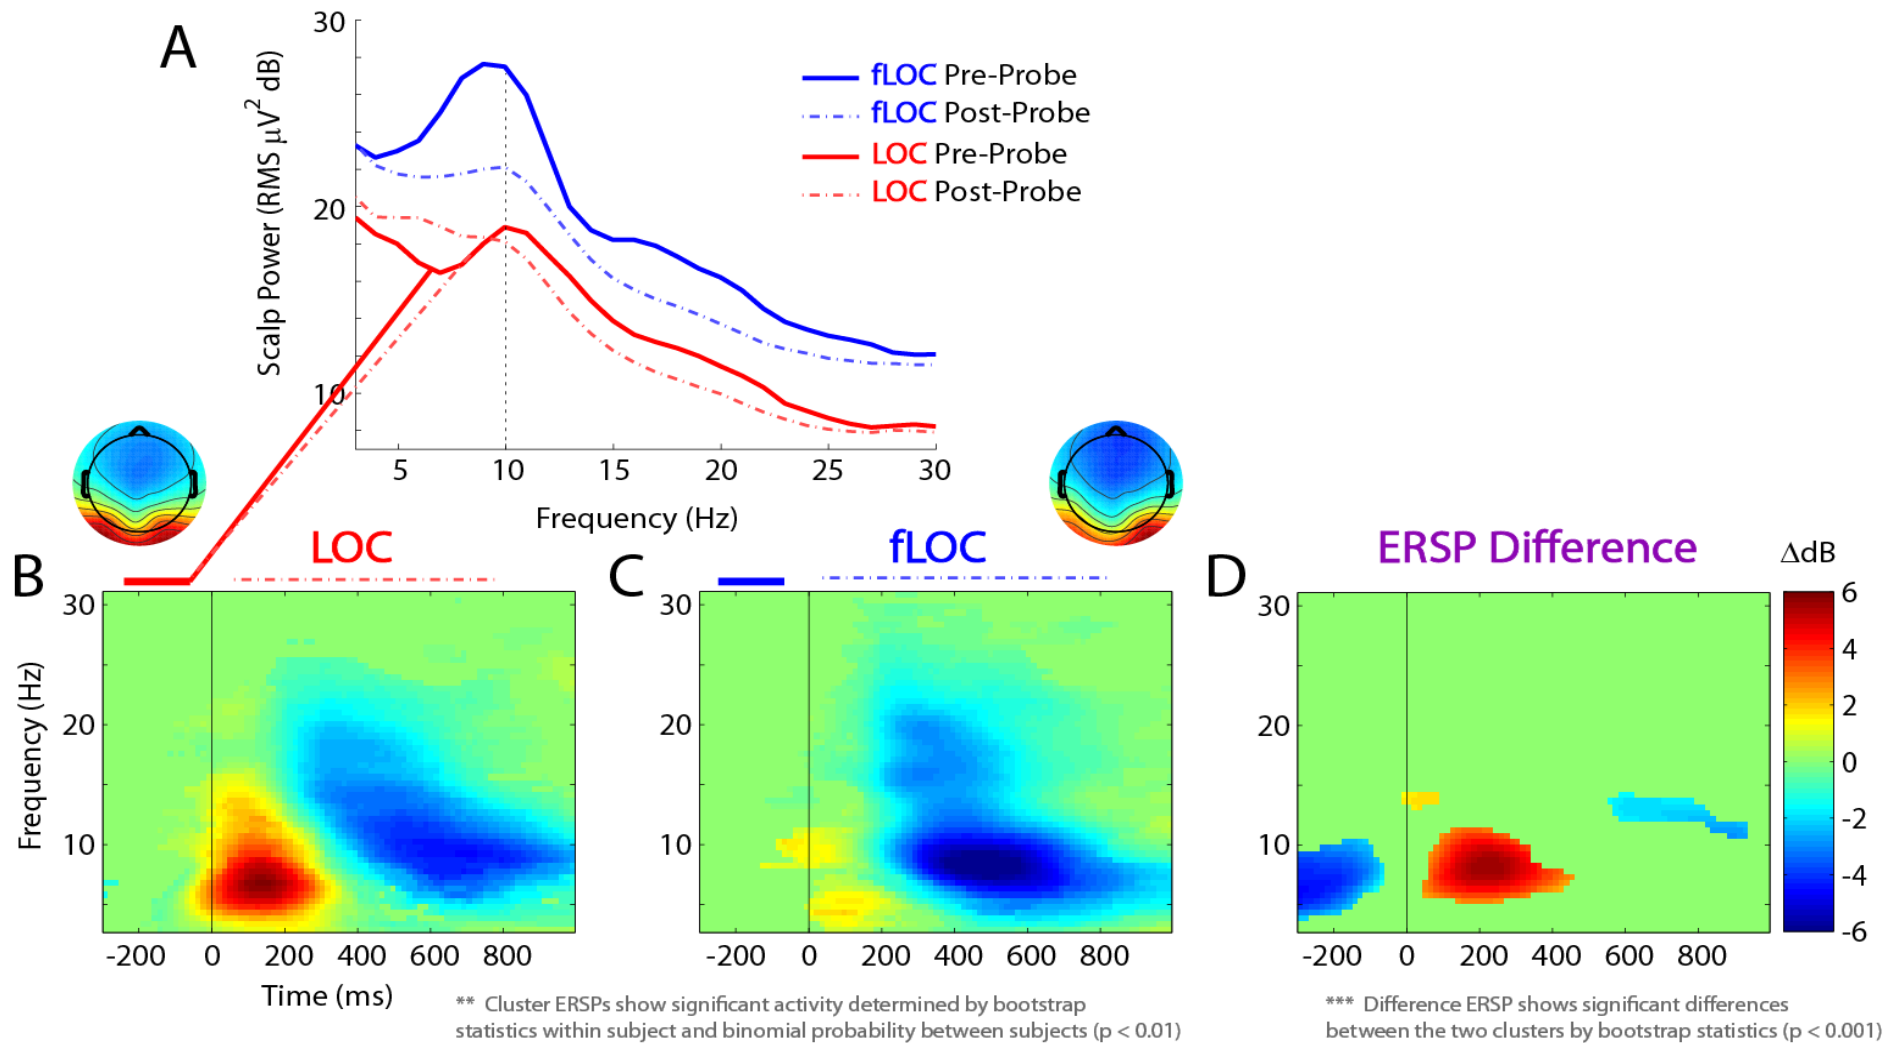 A
30
20
10
Scalp Power (RMS μV² dB)
5 10 15 20 25 30
Frequency (Hz)
fLOC Pre-Probe
fLOC Post-Probe
LOC Pre-Probe
LOC Post-Probe
B
LOC
30
20
10
Frequency (Hz)
-200 0 200 400 600 800
Time (ms)
C
fLOC
30
20
10
-200 0 200 400 600 800
** Cluster ERSPs show significant activity determined by bootstrap
statistics within subject and binomial probability between subjects (p < 0.01)
D
ERSP Difference
30
20
10
-200 0 200 400 600 800
ΔdB
6
4
2
0
-2
-4
-6
*** Difference ERSP shows significant differences
between the two clusters by bootstrap statistics (p < 0.001)